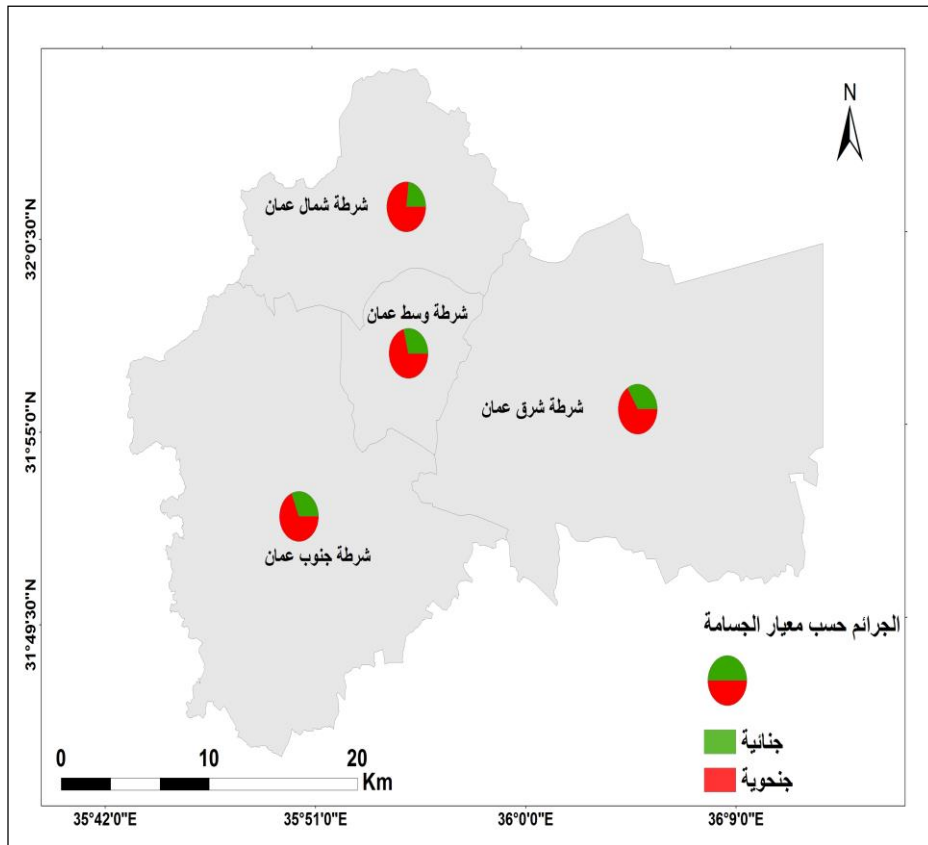 N
شرطة شمال عمان
32°0'30"N
شرطة وسط عمان
شرطة شرق عمان
31°55'0"N
شرطة جنوب عمان
31°49'30"N
الجرائم حسب معيار الجسامة
جنائية
جنحوية
0 10 20
Km
35°42'0"E 35°51'0"E 36°0'0"E 36°9'0"E